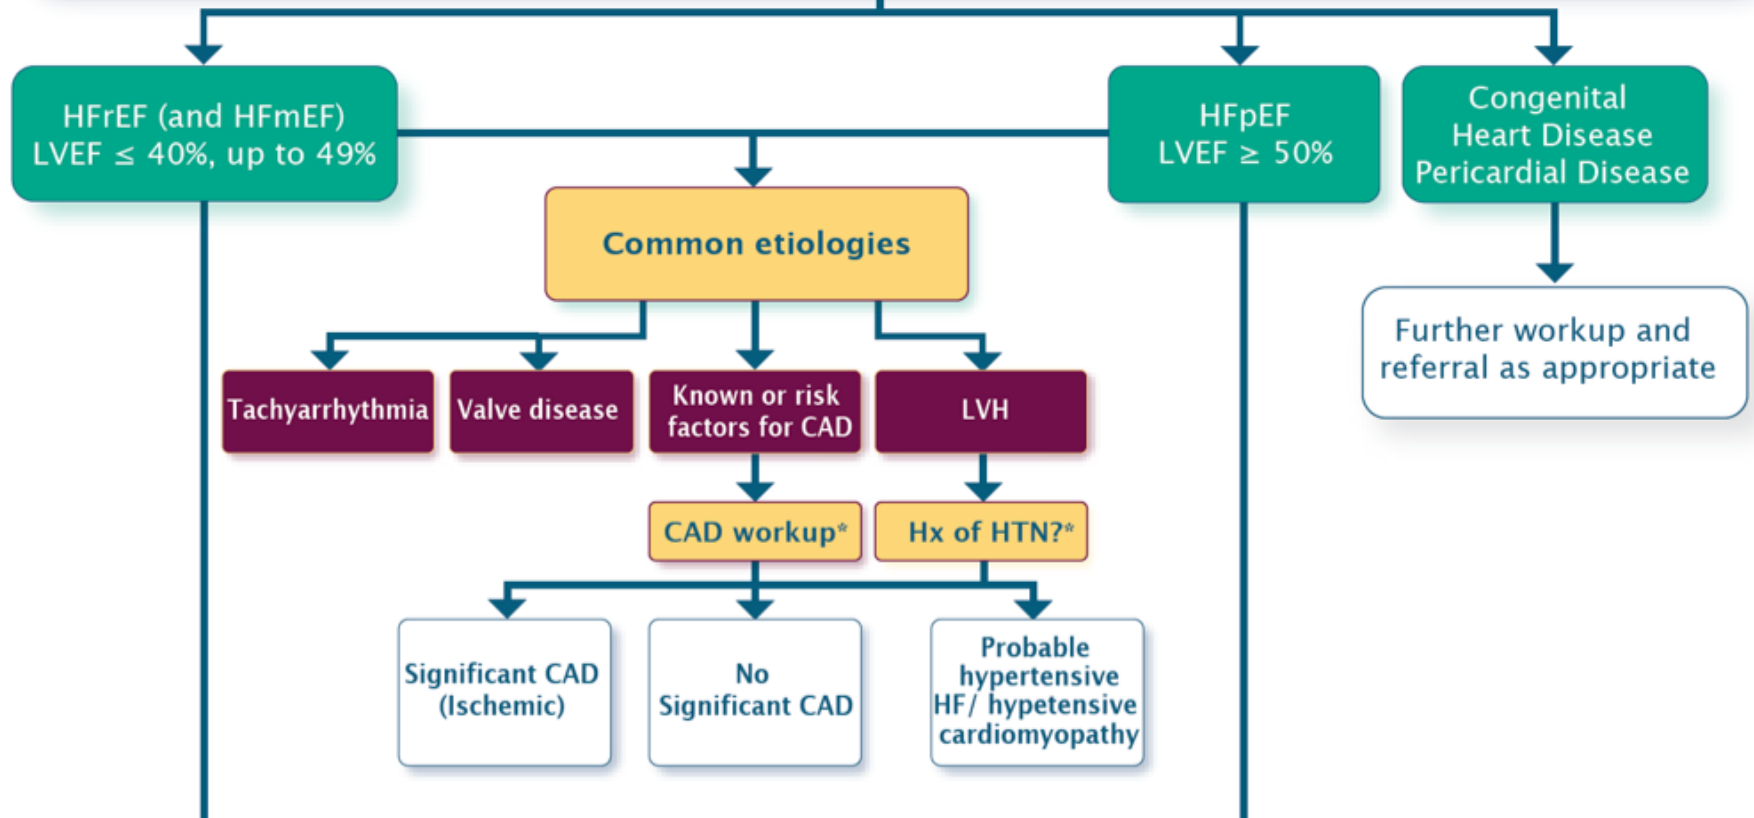 HFrEF (and HFmEF)
LVEF ≤ 40%, up to 49%
HFpEF
LVEF ≥ 50%
Congenital
Heart Disease
Pericardial Disease
Common etiologies
Further workup and
referral as appropriate
Tachyarrhythmia
Valve disease
Known or risk
factors for CAD
LVH
CAD workup*
Hx of HTN?*
Significant CAD
(Ischemic)
No
Significant CAD
Probable
hypertensive
HF/ hypetensive
cardiomyopathy